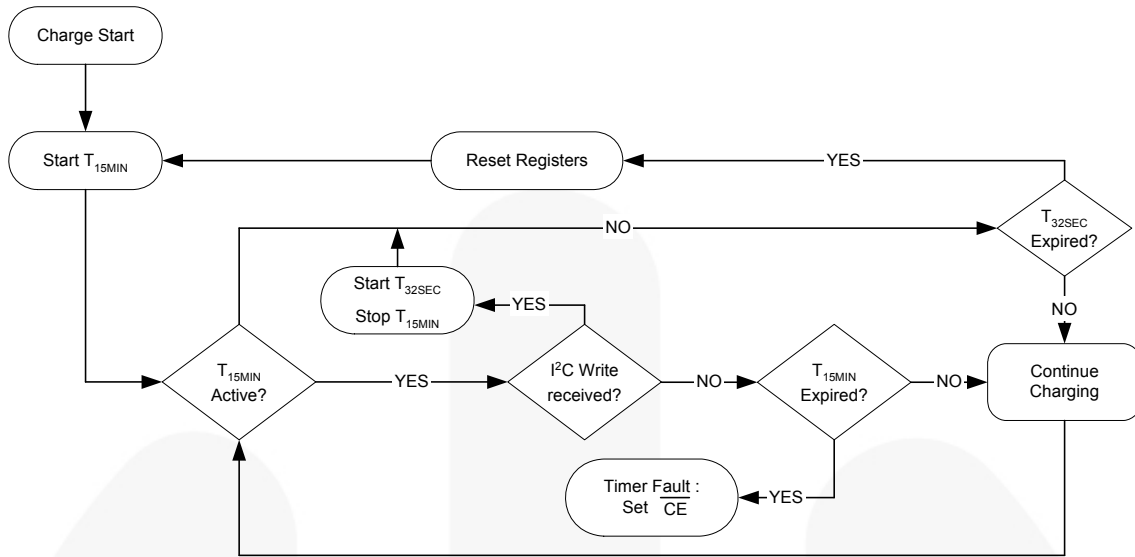 Charge Start
Start T15MIN
Reset Registers
YES
T32SEC
Expired?
NO
Start T32SEC
Stop T15MIN
YES
NO
T15MIN
Active?
YES
I²C Write
received?
NO
T15MIN
Expired?
NO
Continue
Charging
Timer Fault :
Set C̅E̅
YES